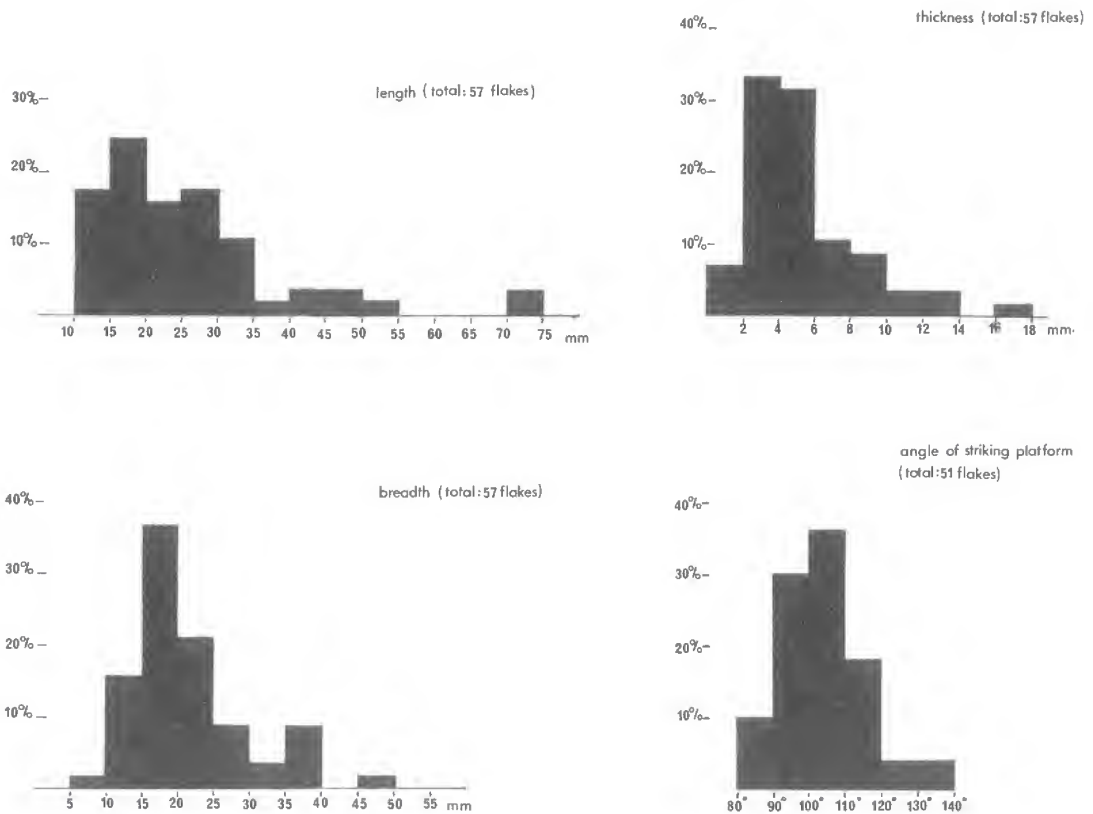 length (total: 57 flakes)
30%
20%
10%
10 15 20 25 30 35 40 45 50 55 60 65 70 75 mm
thickness (total:57 flakes)
40%
30%
20%
10%
2 4 6 8 10 12 14 16 18 mm.
breadth (total:57 flakes)
40%
30%
20%
10%
5 10 15 20 25 30 35 40 45 50 55 mm
angle of striking platform
(total:51 flakes)
40%
30%
20%
10%
80° 90° 100° 110° 120° 130° 140°